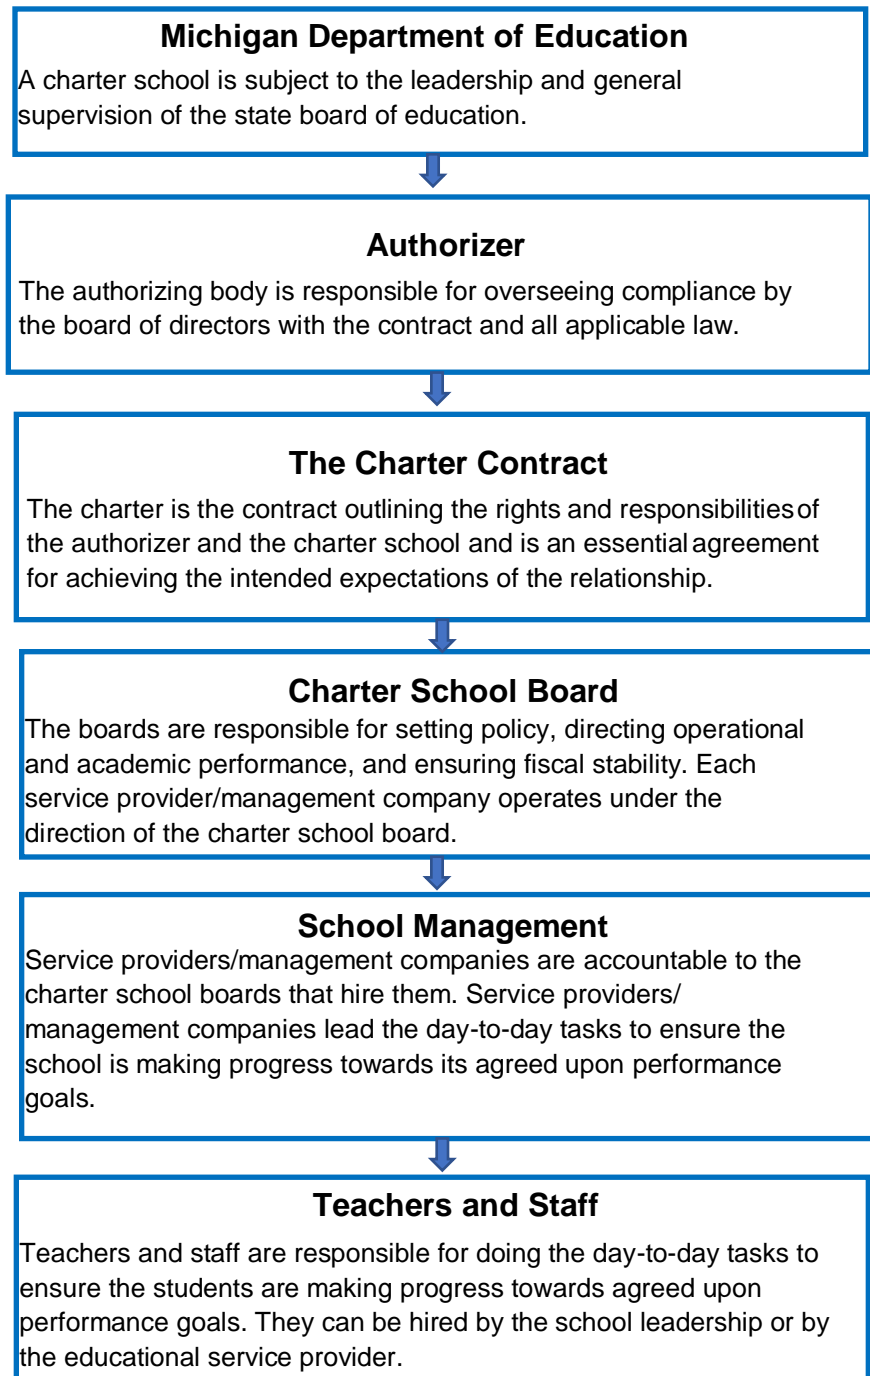 Michigan Department of Education
A charter school is subject to the leadership and general
supervision of the state board of education.
Authorizer
The authorizing body is responsible for overseeing compliance by
the board of directors with the contract and all applicable law.
The Charter Contract
The charter is the contract outlining the rights and responsibilities of
the authorizer and the charter school and is an essential agreement
for achieving the intended expectations of the relationship.
Charter School Board
The boards are responsible for setting policy, directing operational
and academic performance, and ensuring fiscal stability. Each
service provider/management company operates under the
direction of the charter school board.
School Management
Service providers/management companies are accountable to the
charter school boards that hire them. Service providers/
management companies lead the day-to-day tasks to ensure the
school is making progress towards its agreed upon performance
goals.
Teachers and Staff
Teachers and staff are responsible for doing the day-to-day tasks to
ensure the students are making progress towards agreed upon
performance goals. They can be hired by the school leadership or by
the educational service provider.